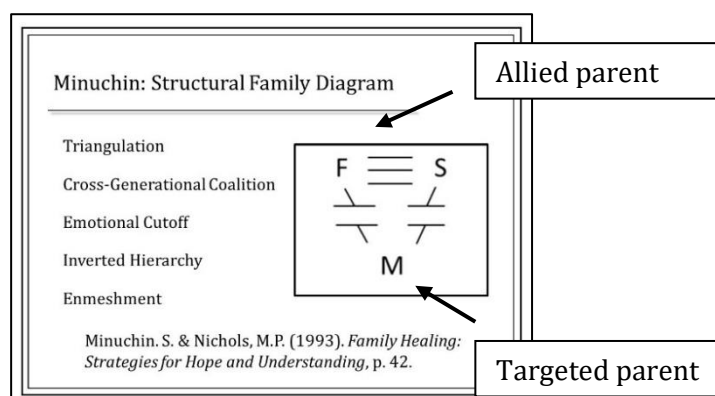 Allied parent
Minuchin: Structural Family Diagram
Triangulation
Cross-Generational Coalition
Emotional Cutoff
Inverted Hierarchy
Enmeshment
F S
M
Minuchin. S. & Nichols, M.P. (1993). Family Healing:
Strategies for Hope and Understanding, p. 42.
Targeted parent